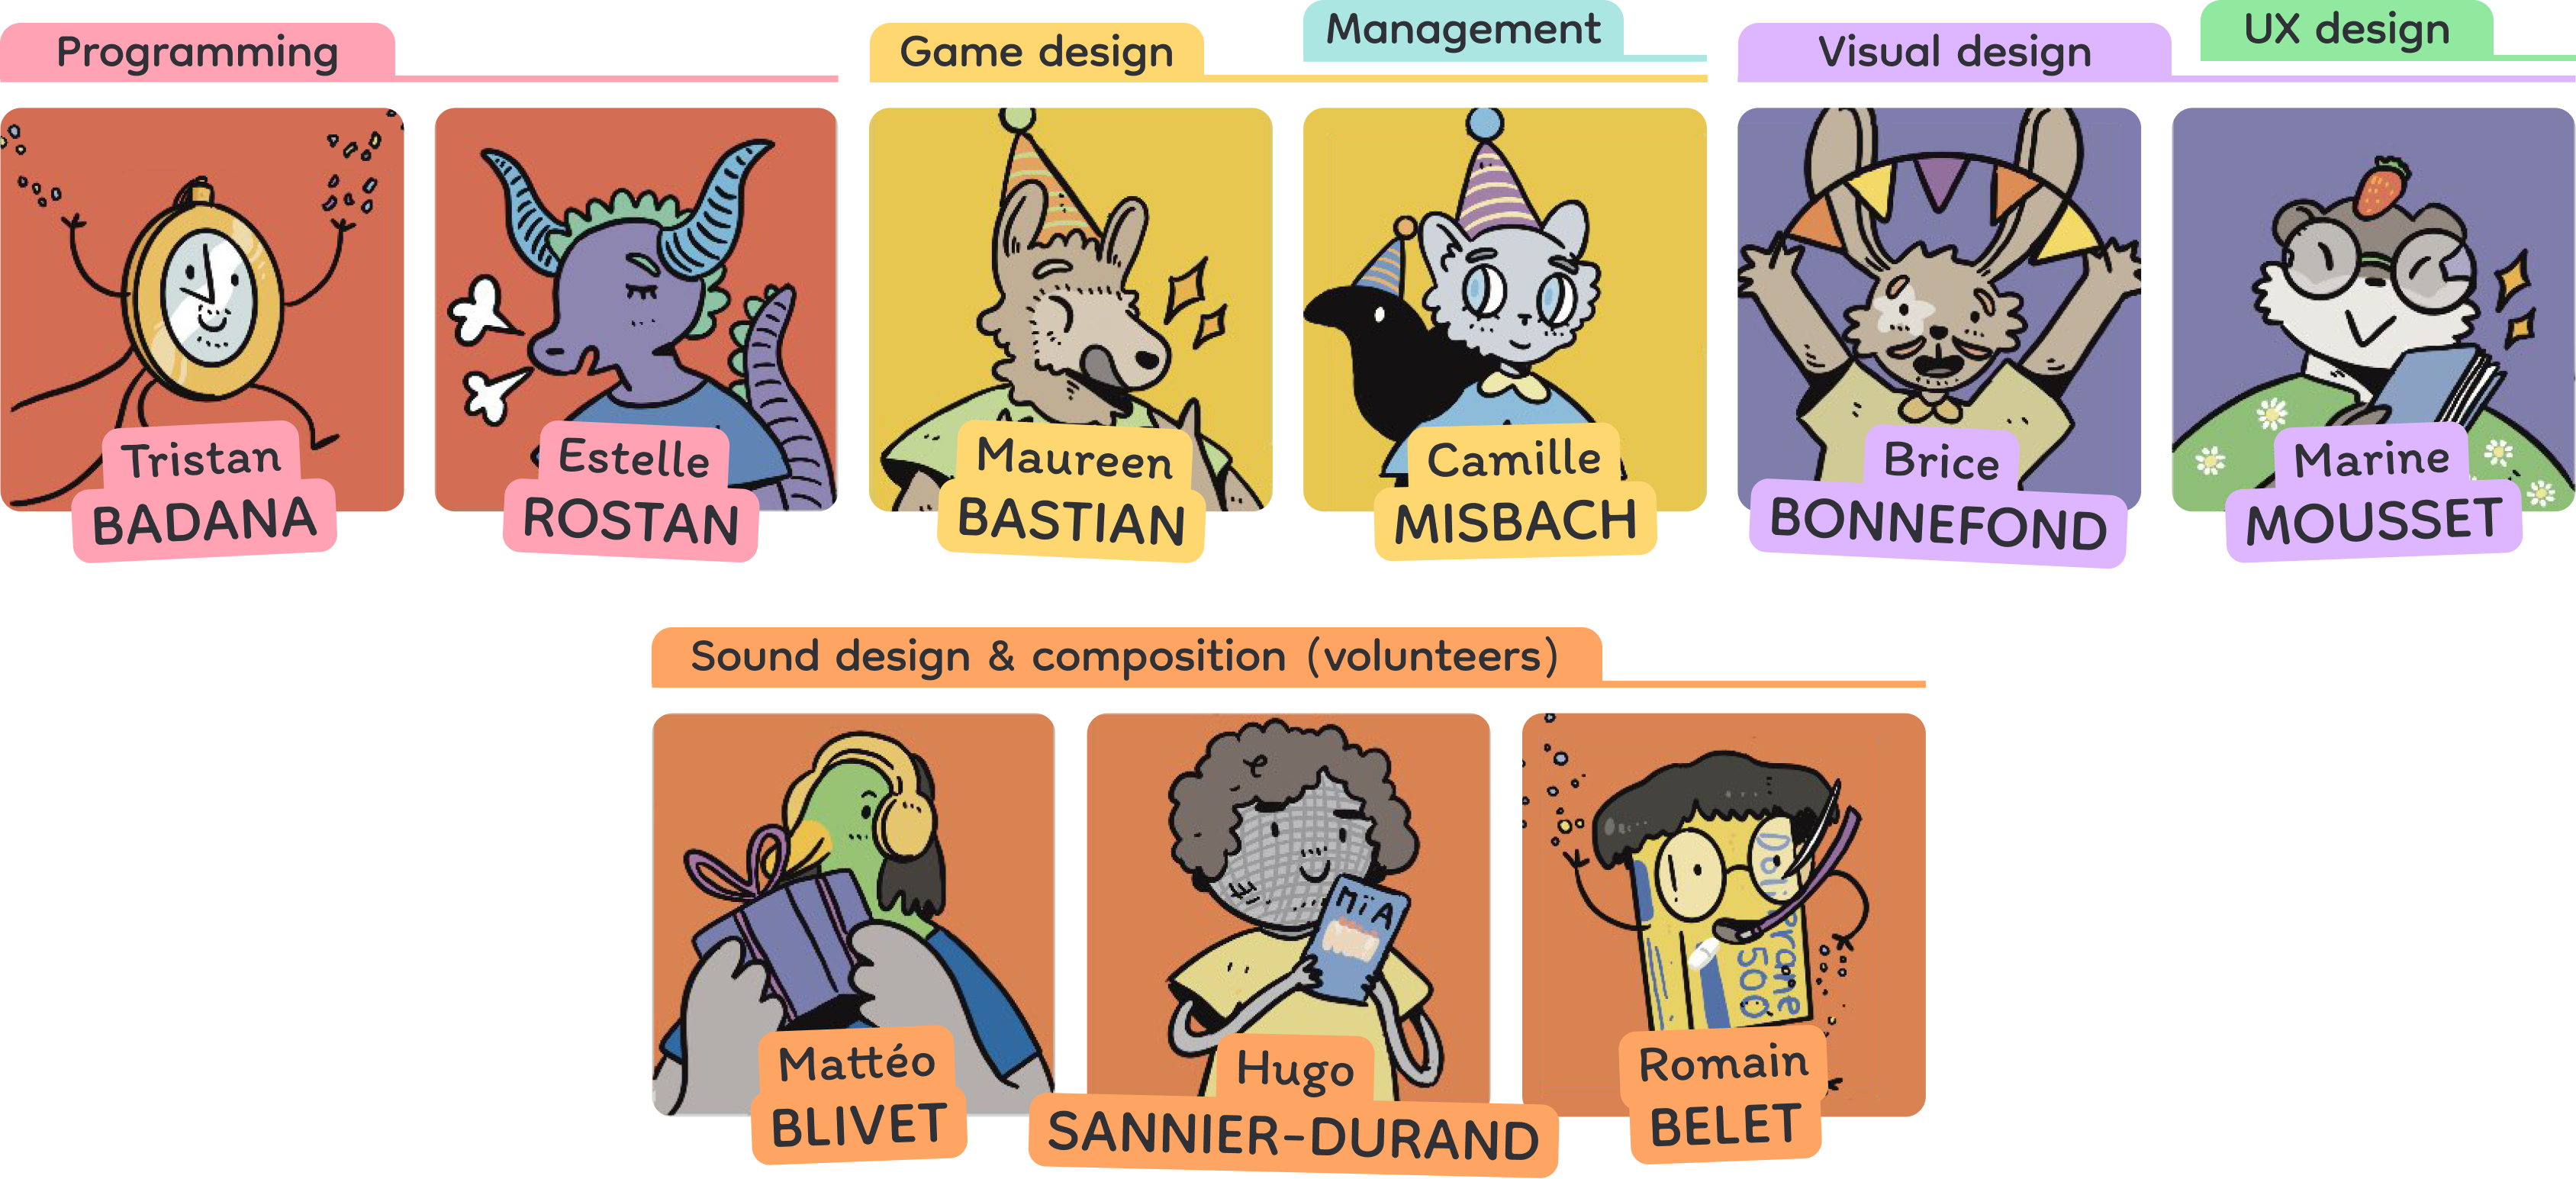 Programming
Game design
Management
Visual design
UX design
Tristan
BADANA
Estelle
ROSTAN
Maureen
BASTIAN
Camille
MISBACH
Brice
BONNEFOND
Marine
MOUSSET
Sound design & composition (volunteers)
Mattéo
BLIVET
MïA
Hugo
SANNIER-DURAND
Doliprane
500
Romain
BELET